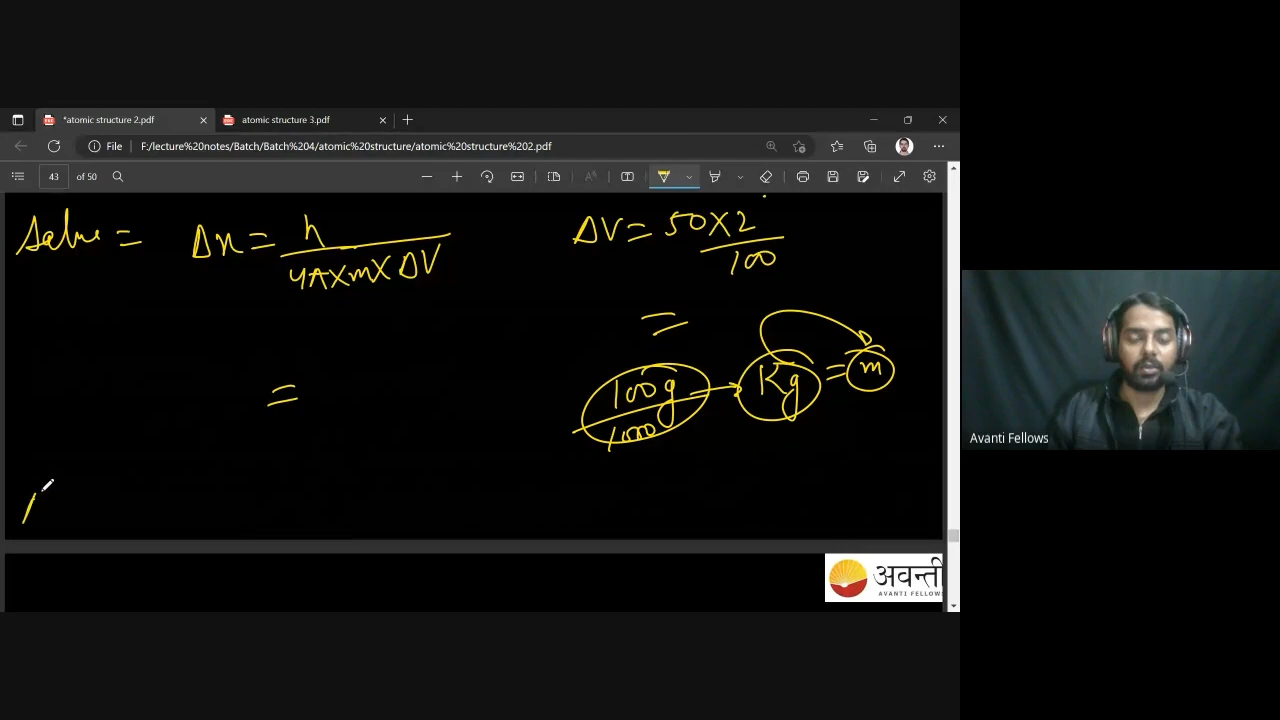 *atomic structure 2.pdf
atomic structure 3.pdf
File F:/lecture%20notes/Batch/Batch%204/atomic%20structure/atomic%20structure%202.pdf
43 of 50
= Δx = h
4π×m×ΔV
ΔV = 50×2
100
=
100g Kg = m
1000
=
Avanti Fellows
अवन्ती
AVANTI FELLOWS